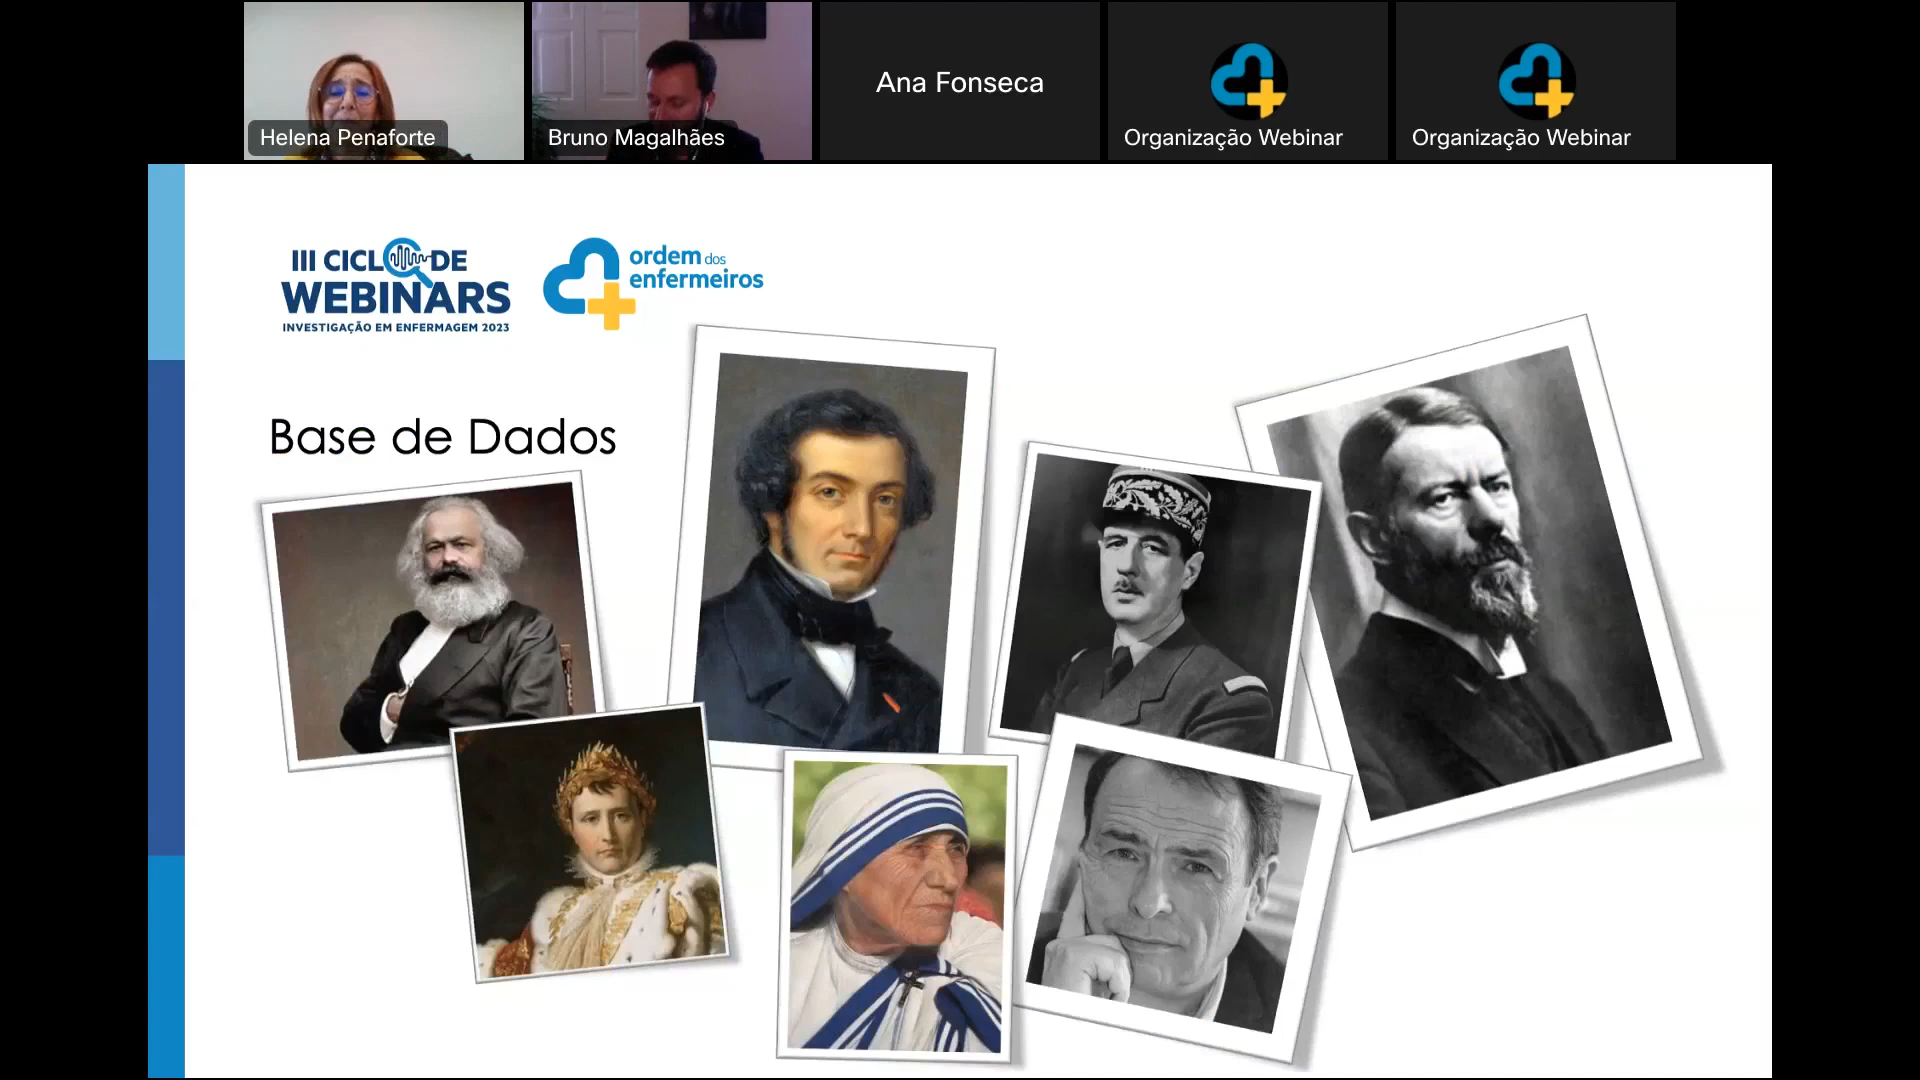 Helena Penaforte
Bruno Magalhães
Ana Fonseca
Organização Webinar
Organização Webinar
III CICLO DE
WEBINARS
INVESTIGAÇÃO EM ENFERMAGEM 2023
ordem dos
enfermeiros
Base de Dados